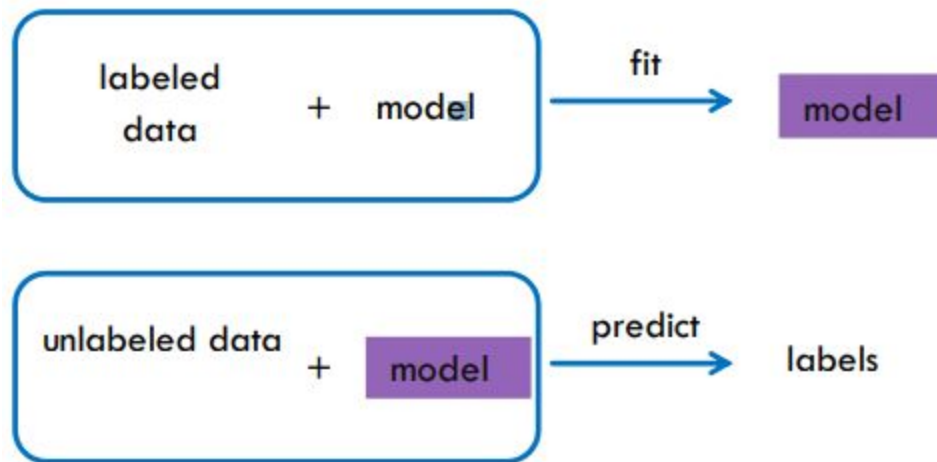 labeled
data
+
model
fit
model
unlabeled data
+
model
predict
labels